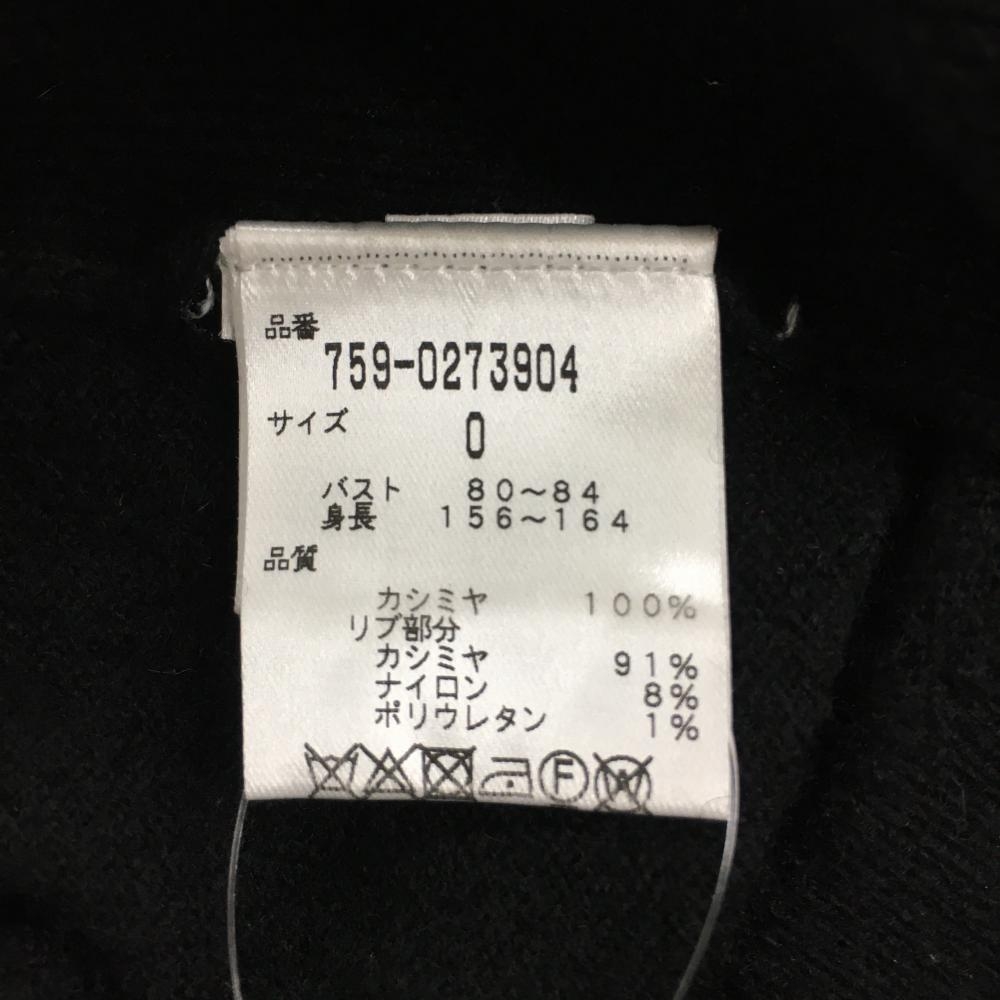 品番
759-0273904
サイズ 0
バスト 80～84
身長 156～164
品質
カシミヤ 100%
リブ部分
カシミヤ 91%
ナイロン 8%
ポリウレタン 1%
F W